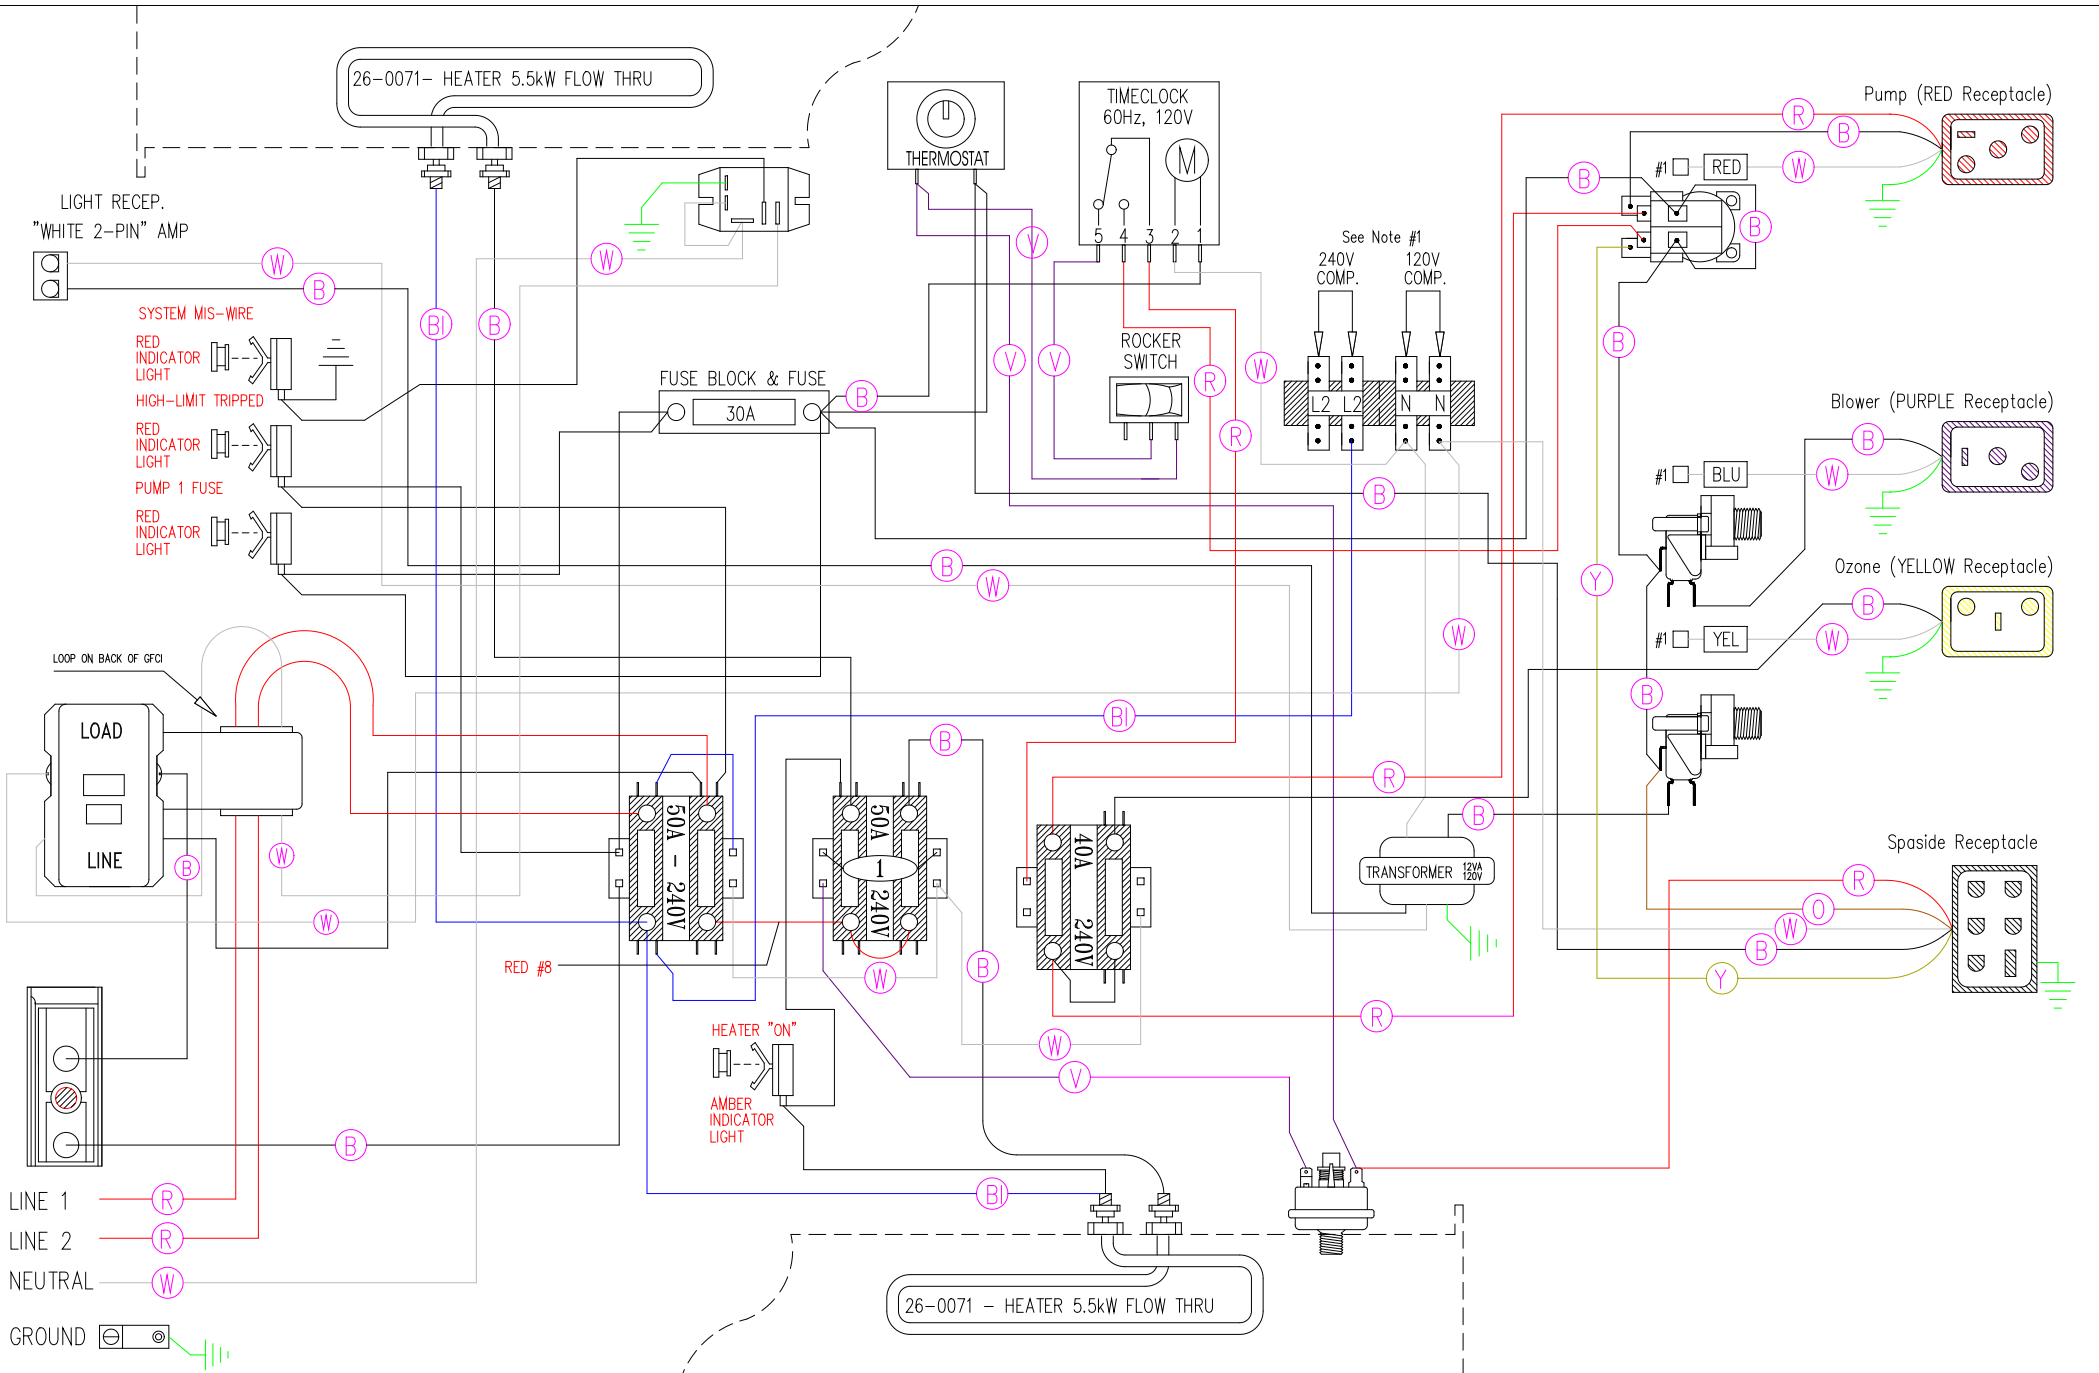 26-0071- HEATER 5.5kW FLOW THRU
THERMOSTAT
TIMECLOCK
60Hz, 120V
M
5 4 3 2 1
Pump (RED Receptacle)
R
B
#1 RED W
B
B
LIGHT RECEP.
"WHITE 2-PIN" AMP
W
B
W
V
See Note #1
240V
COMP.
120V
COMP.
SYSTEM MIS-WIRE
RED
INDICATOR
LIGHT
BI
B
V
V
ROCKER
SWITCH
R
W
B
HIGH-LIMIT TRIPPED
RED
INDICATOR
LIGHT
FUSE BLOCK & FUSE
30A
B
R
L2 L2 N N
Blower (PURPLE Receptacle)
B
#1 BLU W
PUMP 1 FUSE
RED
INDICATOR
LIGHT
B
B
W
Y
Ozone (YELLOW Receptacle)
B
#1 YEL W
W
B
LOOP ON BACK OF GFCI
LOAD
LINE
BI
B
R
B
50A - 240V
50A 240V
1
40A 240V
TRANSFORMER 12VA
120V
Spaside Receptacle
R
O
W
B
Y
B
W
W
RED #8
W
B
R
W
V
HEATER "ON"
AMBER
INDICATOR
LIGHT
B
BI
LINE 1 R
LINE 2 R
NEUTRAL W
GROUND
26-0071 - HEATER 5.5kW FLOW THRU